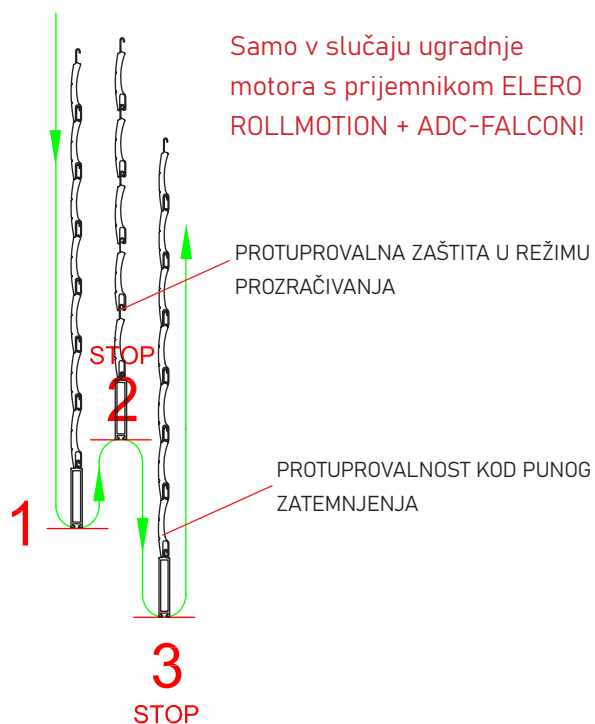 Samo v slučaju ugradnje
motora s prijemnikom ELERO
ROLLMOTION + ADC-FALCON!
PROTUPROVALNA ZAŠTITA U REŽIMU
PROZRAČIVANJA
STOP
2
PROTUPROVALNOST KOD PUNOG
ZATEMNJENJA
1
3
STOP